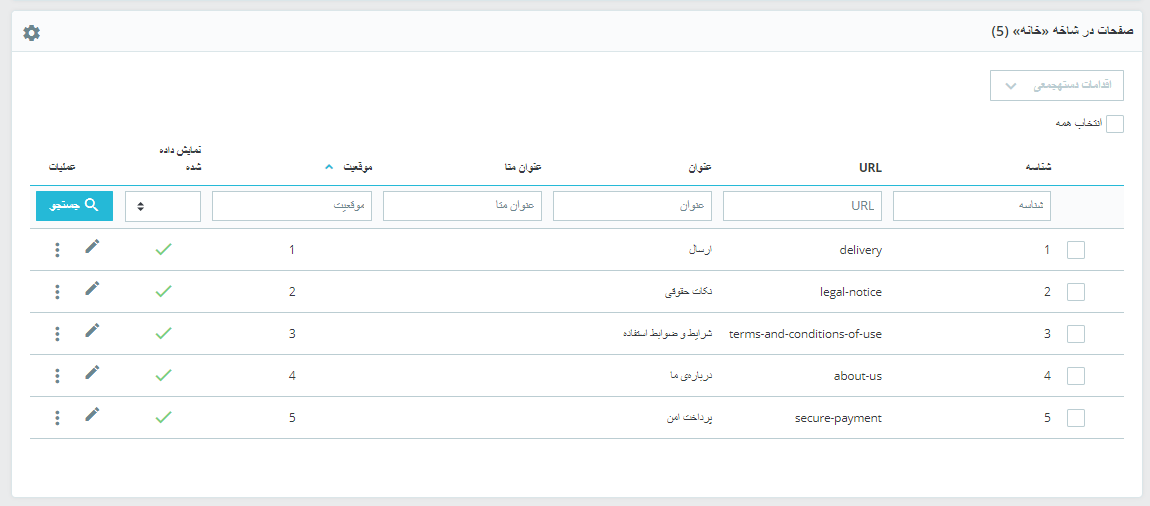 صفحات در شاخه «خانه» (5)
اقدامات دستهجمعی
انتخاب همه
شناسه URL عنوان عنوان متا موقعیت نمایش داده شده عملیات
شناسه URL عنوان عنوان متا موقعیت جستجو
1 delivery ارسال 1
2 legal-notice نکات حقوقی 2
3 terms-and-conditions-of-use شرایط و ضوابط استفاده 3
4 about-us درباره‌ی ما 4
5 secure-payment پرداخت امن 5